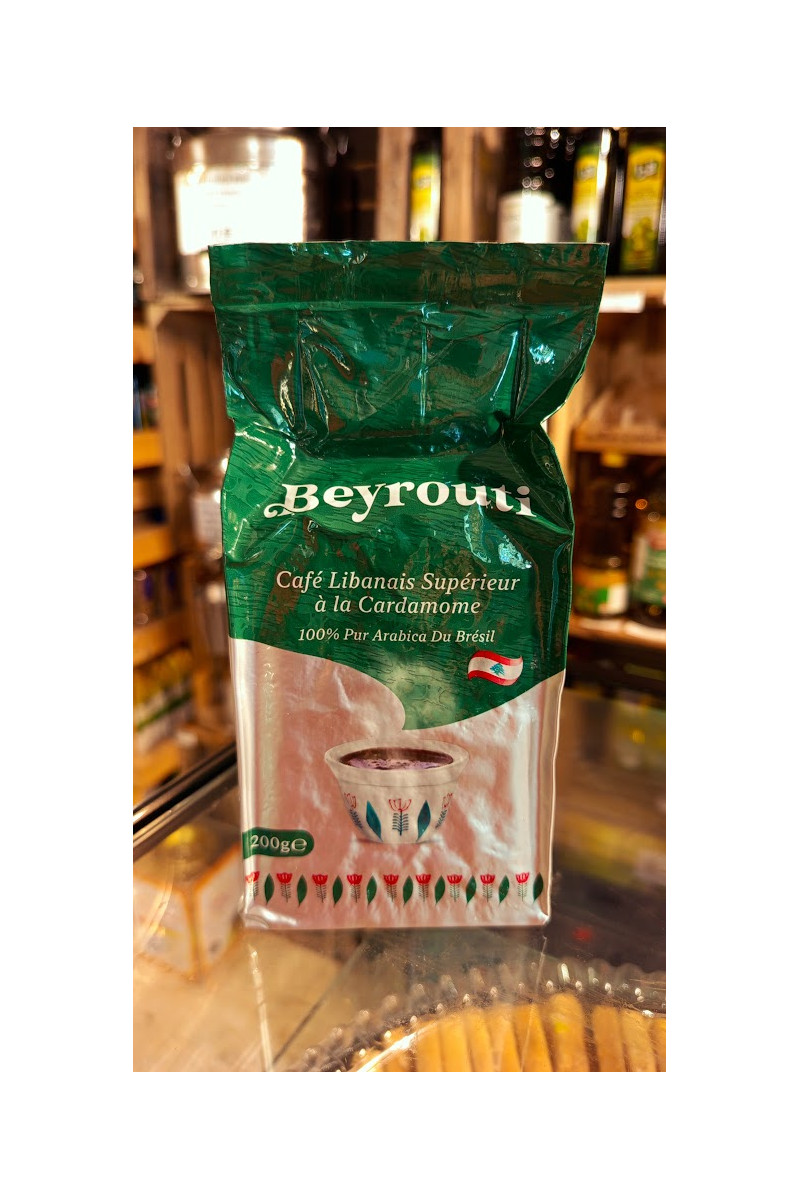 Beyrouti
Café Libanais Supérieur
à la Cardamome
100% Pur Arabica Du Brésil
200g℮